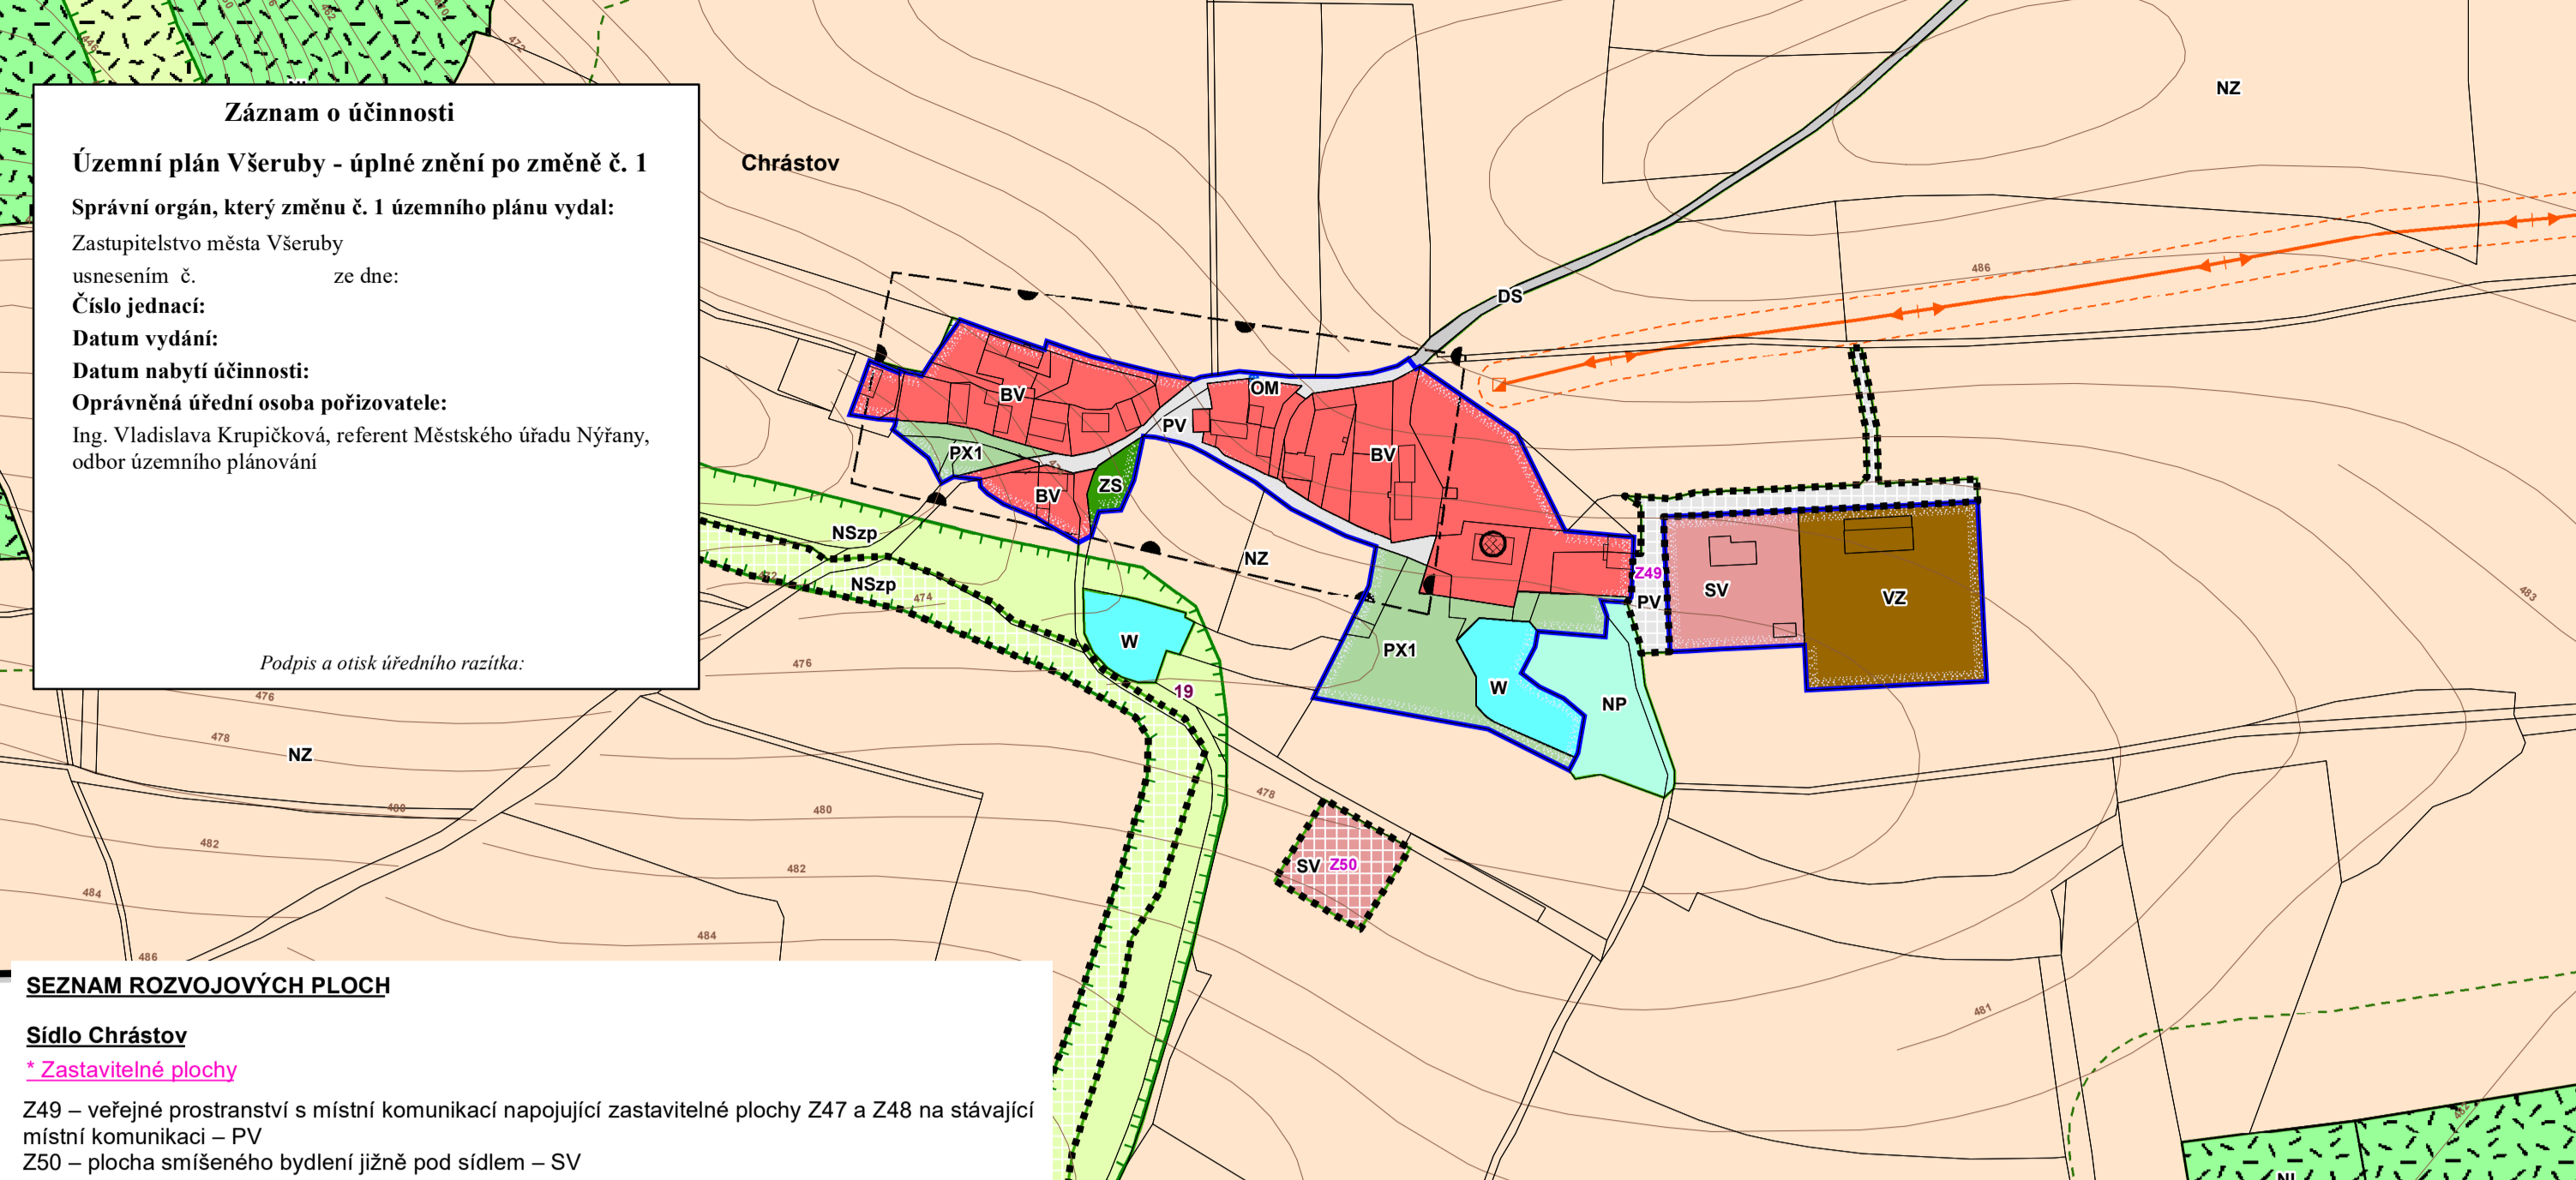 Záznam o účinnosti
Územní plán Všeruby - úplné znění po změně č. 1
Správní orgán, který změnu č. 1 územního plánu vydal:
Zastupitelstvo města Všeruby
usnesením č. ze dne:
Číslo jednací:
Datum vydání:
Datum nabytí účinnosti:
Oprávněná úřední osoba pořizovatele:
Ing. Vladislava Krupičková, referent Městského úřadu Nýřany,
odbor územního plánování
Podpis a otisk úředního razítka:
446
462
472
Chrástov
NZ
486
DS
OM
BV
PV
BV
PX1
BV
ZS
NSzp
NZ
NSzp
474
Z49
SV
VZ
PV
483
W
PX1
476
19
W
NP
476
478
NZ
478
480
480
482
482
SV Z50
484
484
486
481
482
SEZNAM ROZVOJOVÝCH PLOCH
Sídlo Chrástov
* Zastavitelné plochy
Z49 – veřejné prostranství s místní komunikací napojující zastavitelné plochy Z47 a Z48 na stávající
místní komunikaci – PV
Z50 – plocha smíšeného bydlení jižně pod sídlem – SV